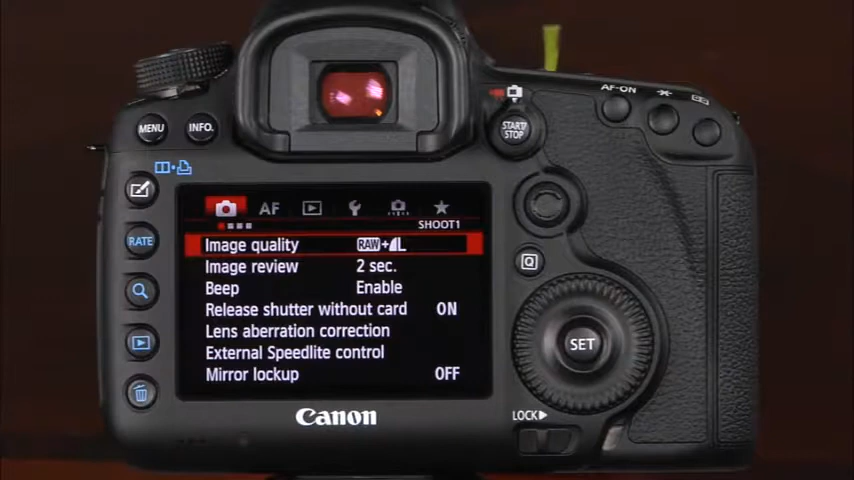 AF-ON
MENU
INFO.
START/
STOP
RATE
AF
SHOOT1
Image quality RAW+L
Image review 2 sec.
Beep Enable
Release shutter without card ON
Lens aberration correction
External Speedlite control
Mirror lockup OFF
Q
SET
LOCK
Canon